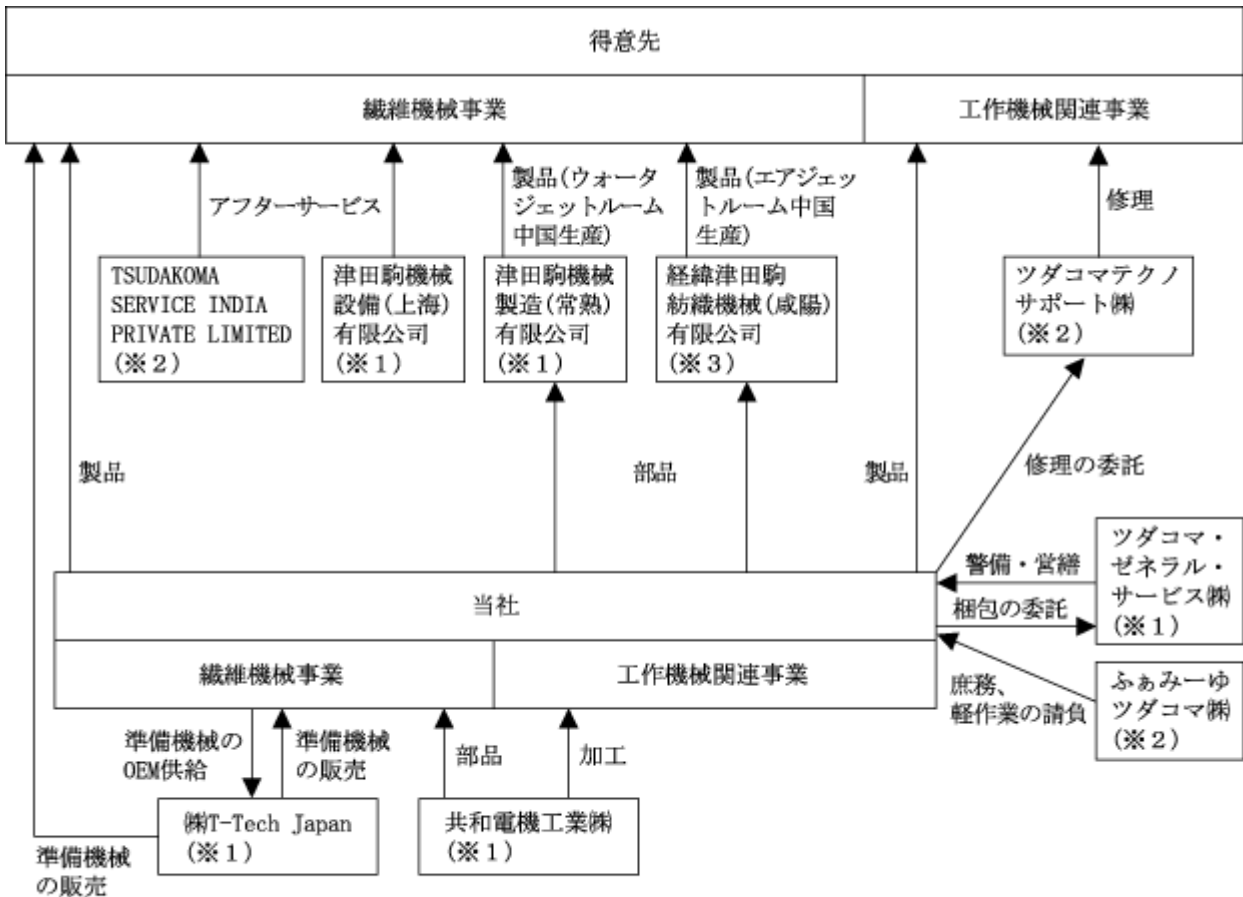 得意先
繊維機械事業
工作機械関連事業
アフターサービス
製品(ウォータ
ジェットルーム
中国生産)
製品(エアジェッ
トルーム中国
生産)
修理
TSUDAKOMA
SERVICE INDIA
PRIVATE LIMITED
(※2)
津田駒機械
設備(上海)
有限公司
(※1)
津田駒機械
製造(常熟)
有限公司
(※1)
経緯津田駒
紡織機械(咸陽)
有限公司
(※3)
ツダコマテクノ
サポート㈱
(※2)
製品
部品
製品
修理の委託
当社
繊維機械事業
工作機械関連事業
警備・営繕
梱包の委託
ツダコマ・
ゼネラル・
サービス㈱
(※1)
庶務、
軽作業の請負
ふぁみーゆ
ツダコマ㈱
(※2)
準備機械の
OEM供給
準備機械
の販売
部品
加工
㈱T-Tech Japan
(※1)
共和電機工業㈱
(※1)
準備機械
の販売